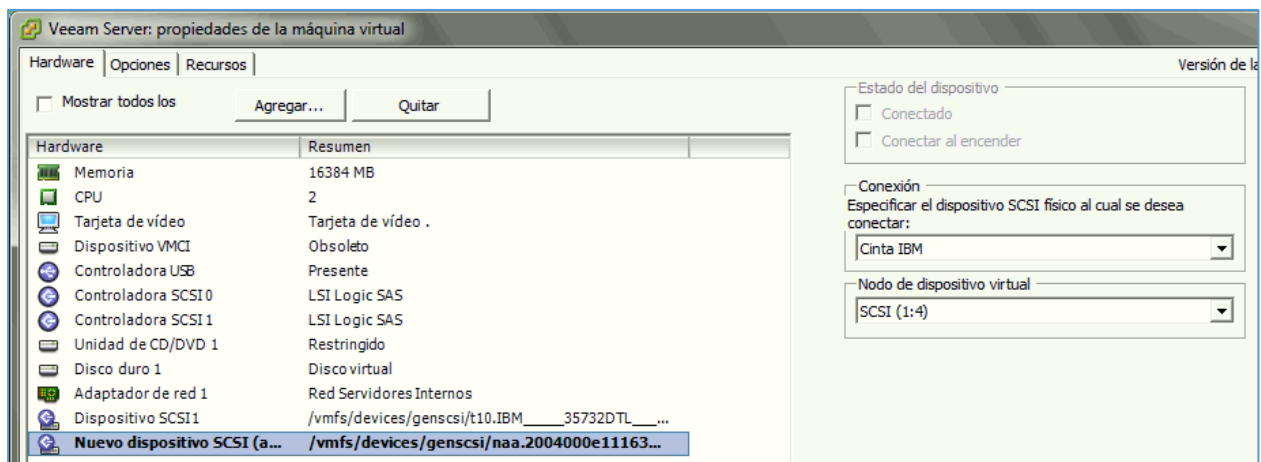 Veeam Server: propiedades de la máquina virtual
Hardware Opciones Recursos
Versión de la
Mostrar todos los
Agregar...
Quitar
Hardware Resumen
Memoria 16384 MB
CPU 2
Tarjeta de vídeo Tarjeta de vídeo .
Dispositivo VMCI Obsoleto
Controladora USB Presente
Controladora SCSI 0 LSI Logic SAS
Controladora SCSI 1 LSI Logic SAS
Unidad de CD/DVD 1 Restringido
Disco duro 1 Disco virtual
Adaptador de red 1 Red Servidores Internos
Dispositivo SCSI1 /vmfs/devices/genscsi/t10.IBM_____35732DTL___...
Nuevo dispositivo SCSI (a... /vmfs/devices/genscsi/naa.2004000e11163...
Estado del dispositivo
Conectado
Conectar al encender
Conexión
Especificar el dispositivo SCSI físico al cual se desea
conectar:
Cinta IBM
Nodo de dispositivo virtual
SCSI (1:4)